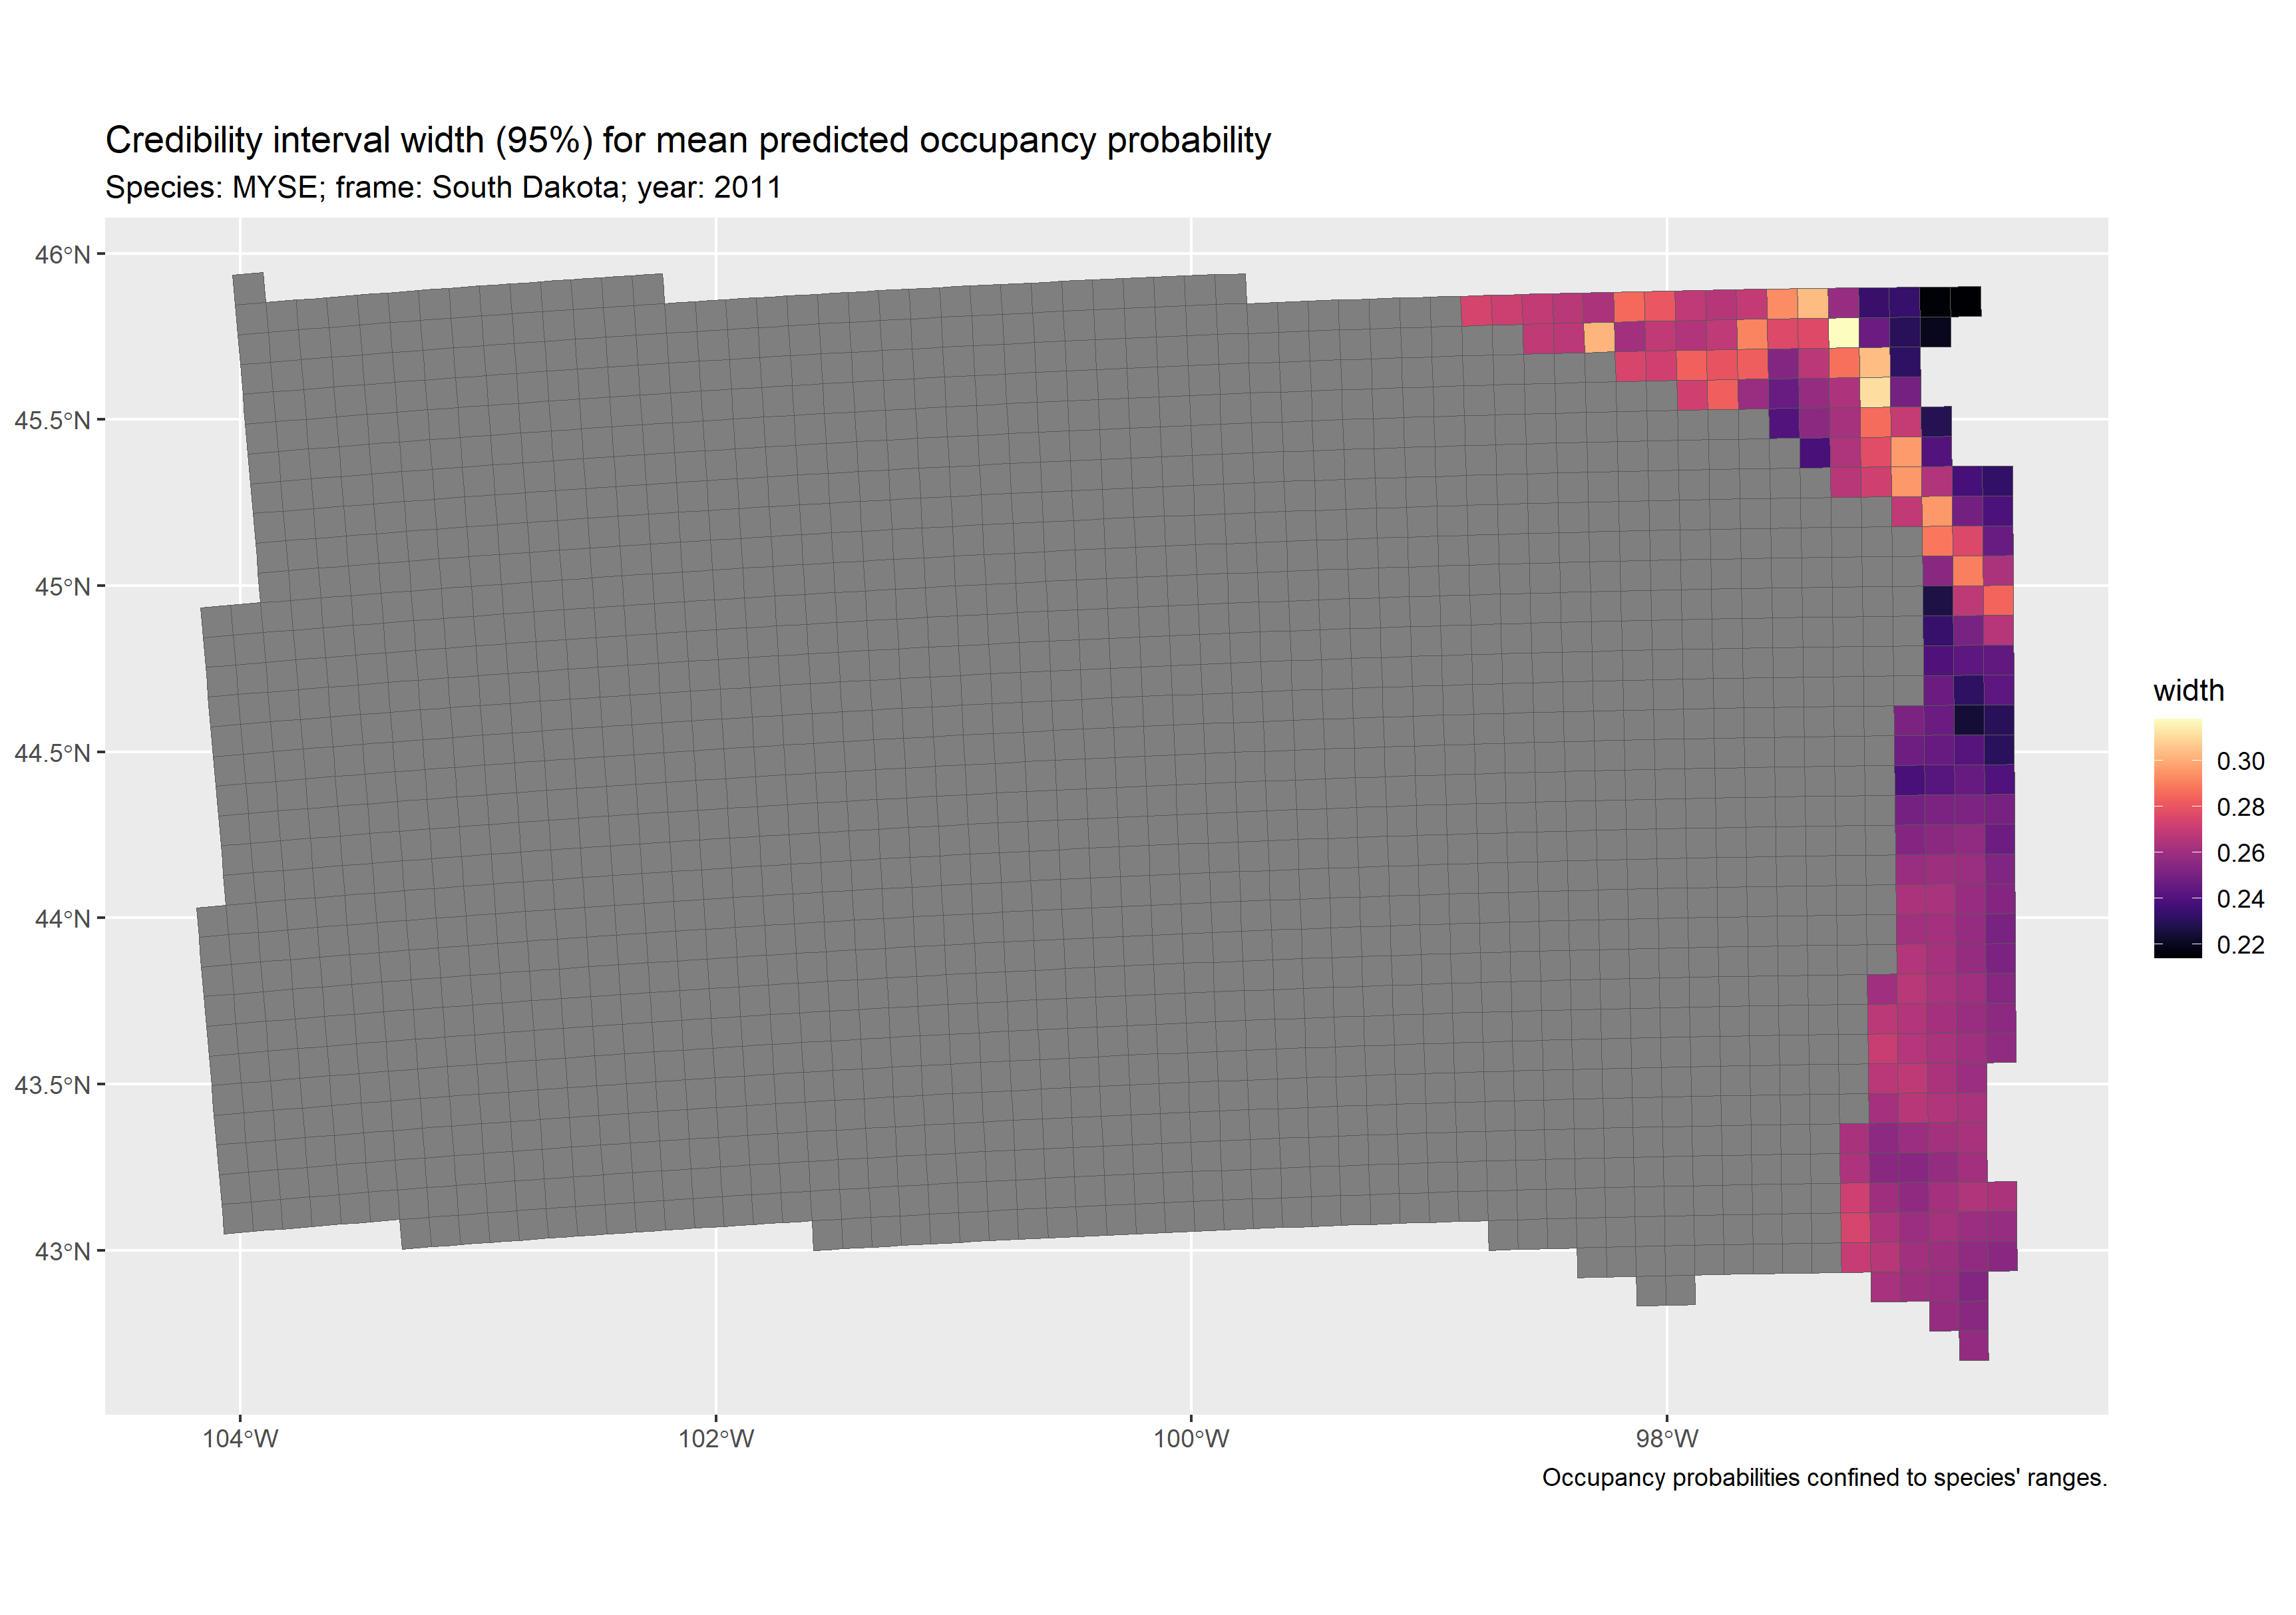 Credibility interval width (95%) for mean predicted occupancy probability
Species: MYSE; frame: South Dakota; year: 2011
46°N
45.5°N
45°N
44.5°N
44°N
43.5°N
43°N
104°W
102°W
100°W
98°W
width
0.30
0.28
0.26
0.24
0.22
Occupancy probabilities confined to species' ranges.